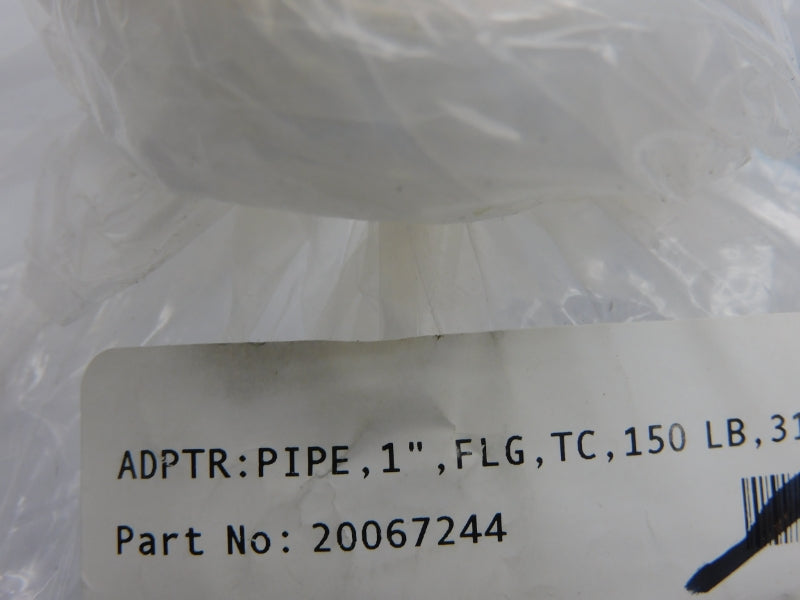 ADPTR:PIPE,1",FLG,TC,150 LB,31
Part No: 20067244